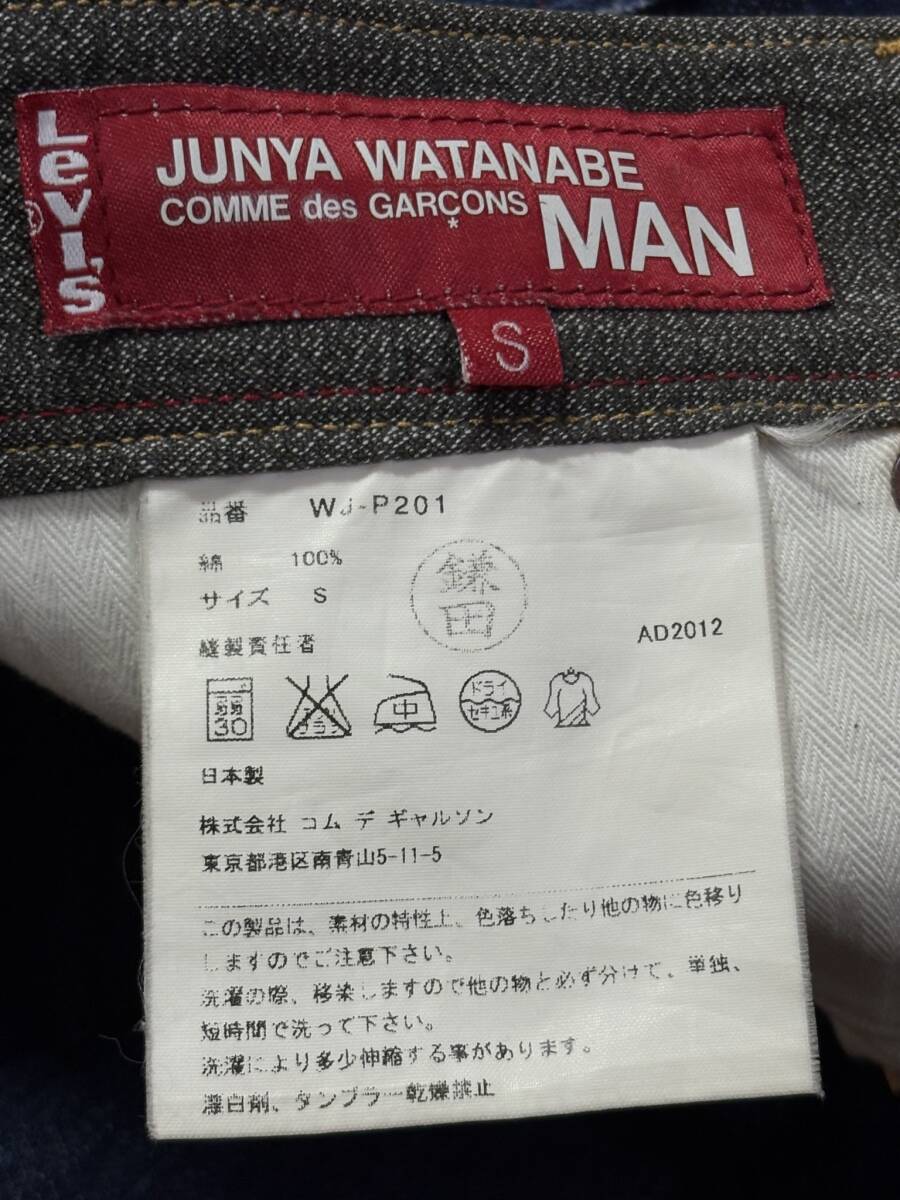 Levi's
®
JUNYA WATANABE
COMME des GARÇONS
*
MAN
S
品番 WJ-P201
綿 100%
サイズ S
縫製責任者
鎌
田
AD2012
弱
30
中
ドライ
セキユ系
日本製
株式会社 コム デ ギャルソン
東京都港区南青山5-11-5
この製品は、素材の特性上、色落ちしたり他の物に色移り
しますのでご注意下さい。
洗濯の際、移染しますので他の物と必ず分けて、単独、
短時間で洗って下さい。
洗濯により多少伸縮する事があります。
漂白剤、タンブラー乾燥禁止